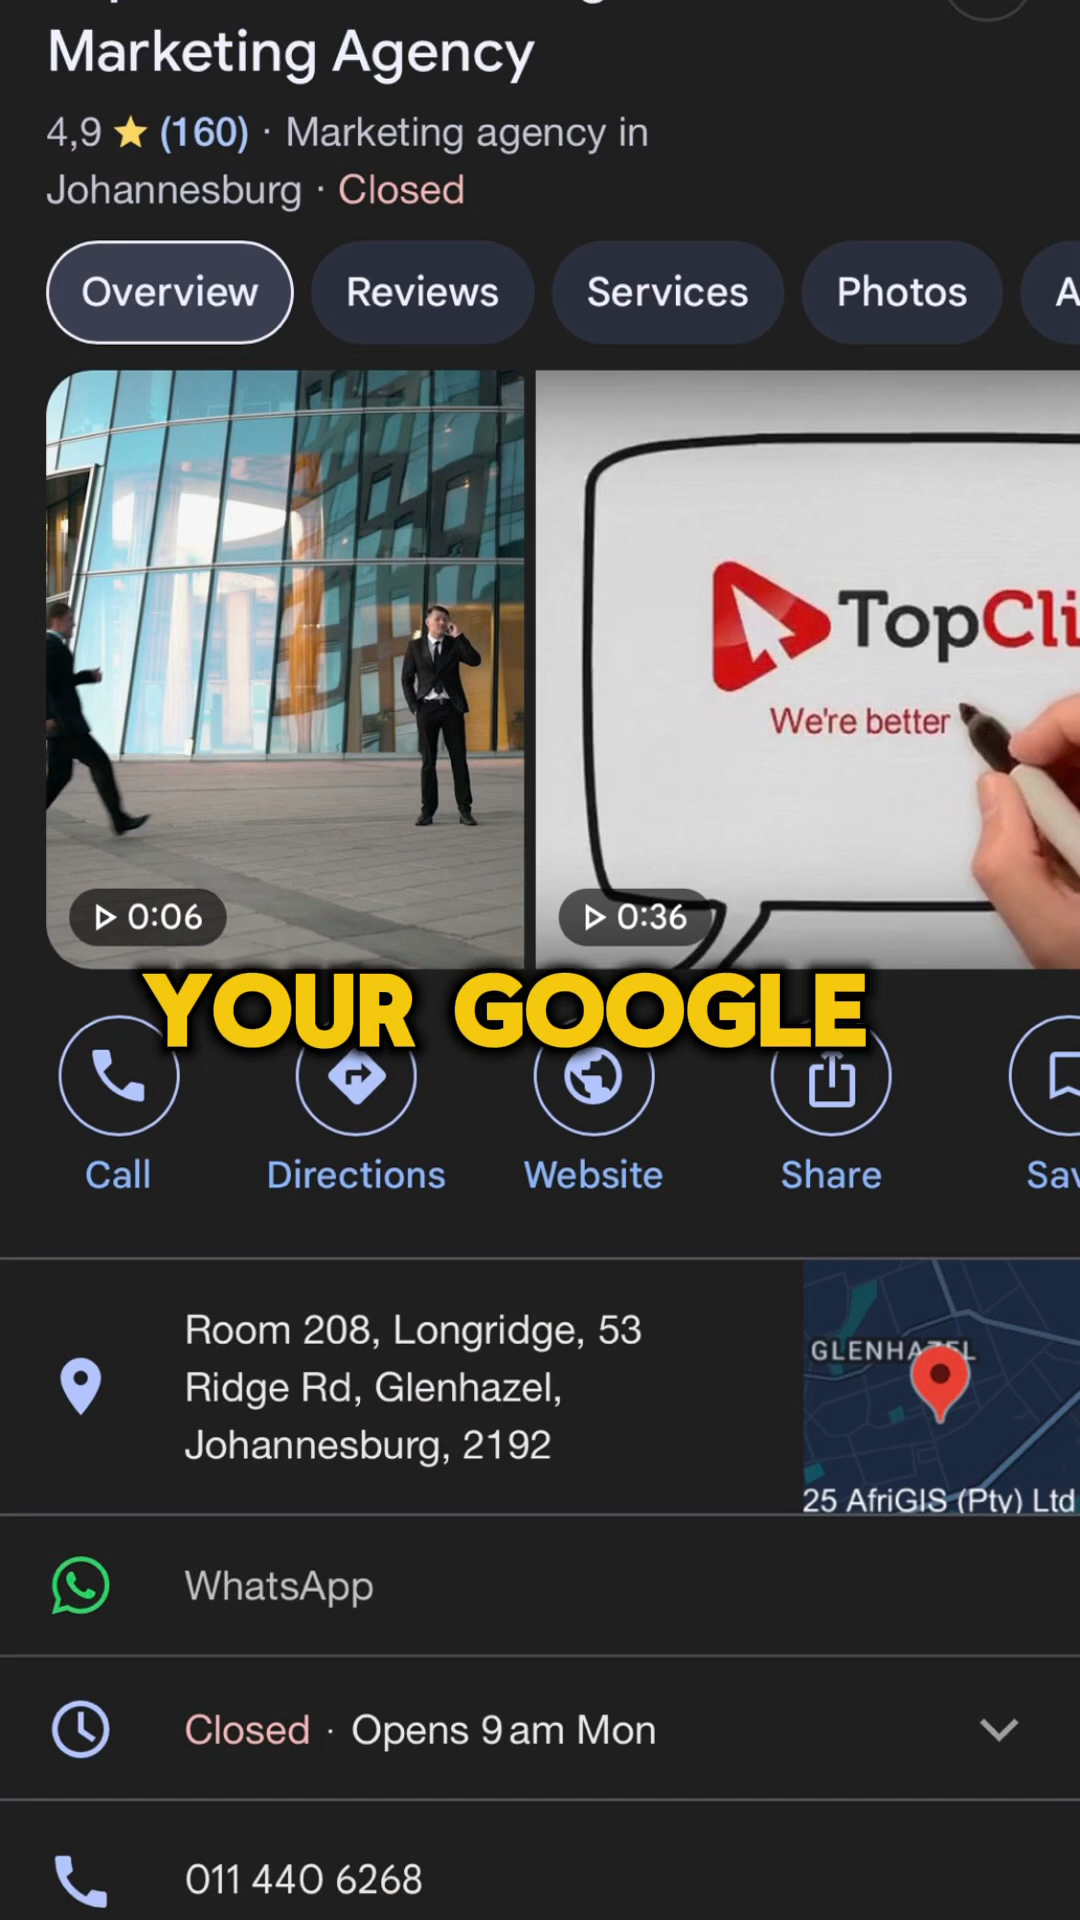 Marketing Agency
4,9 ★ (160) · Marketing agency in
Johannesburg · Closed
Overview
Reviews
Services
Photos
A
TopCli
We're better
0:06
0:36
YOUR GOOGLE
Call
Directions
Website
Share
Sav
Room 208, Longridge, 53
Ridge Rd, Glenhazel,
Johannesburg, 2192
GLENHAZEL
25 AfriGIS (Pty) Ltd
WhatsApp
Closed · Opens 9 am Mon
011 440 6268